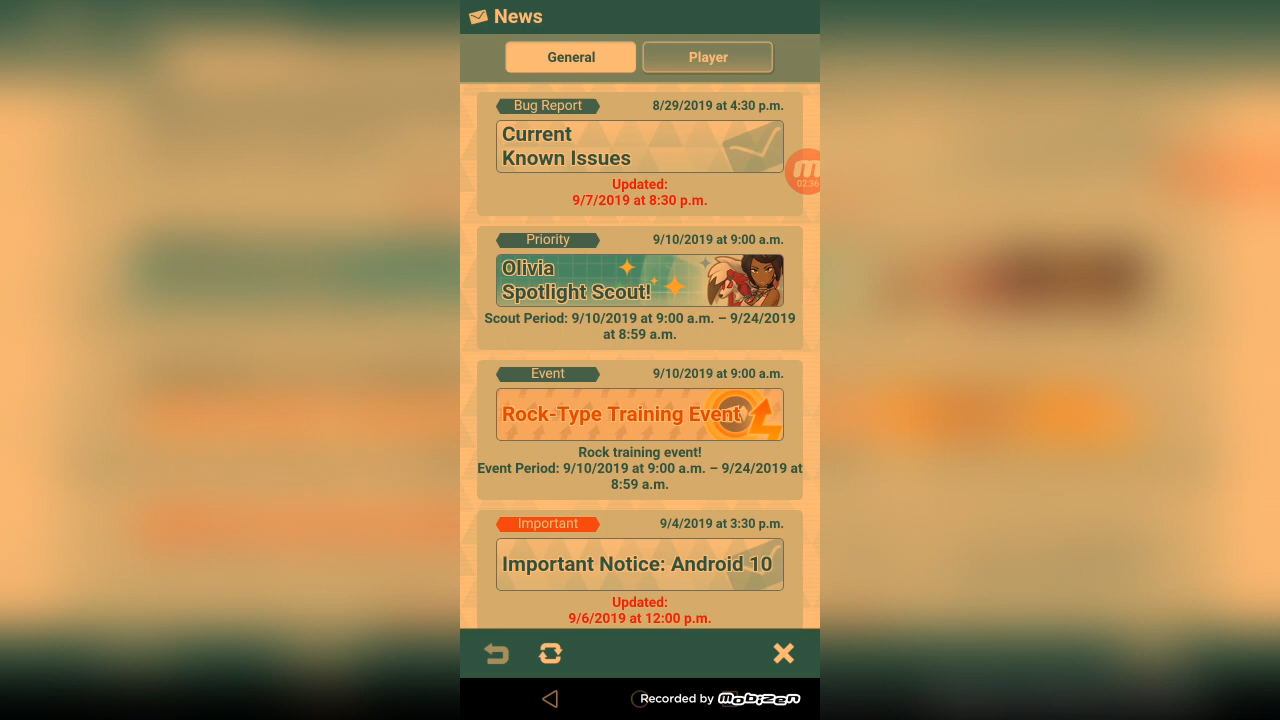 News
General
Player
Bug Report
8/29/2019 at 4:30 p.m.
Current
Known Issues
02:36
Updated:
9/7/2019 at 8:30 p.m.
Priority
9/10/2019 at 9:00 a.m.
Olivia
Spotlight Scout!
Scout Period: 9/10/2019 at 9:00 a.m. – 9/24/2019
at 8:59 a.m.
Event
9/10/2019 at 9:00 a.m.
Rock-Type Training Event
Rock training event!
Event Period: 9/10/2019 at 9:00 a.m. – 9/24/2019 at
8:59 a.m.
Important
9/4/2019 at 3:30 p.m.
Important Notice: Android 10
Updated:
9/6/2019 at 12:00 p.m.
Recorded by mobizen